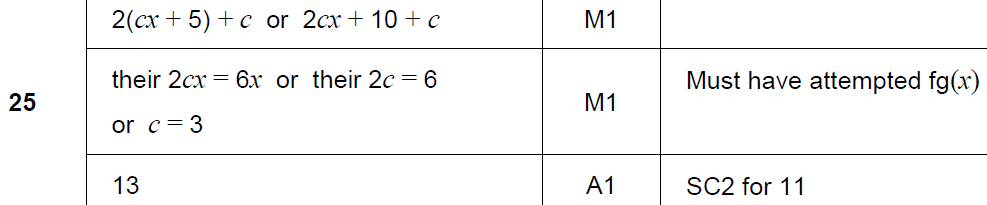 2(cx + 5) + c or 2cx + 10 + c M1
25 their 2cx = 6x or their 2c = 6 M1 Must have attempted fg(x)
or c = 3
13 A1 SC2 for 11